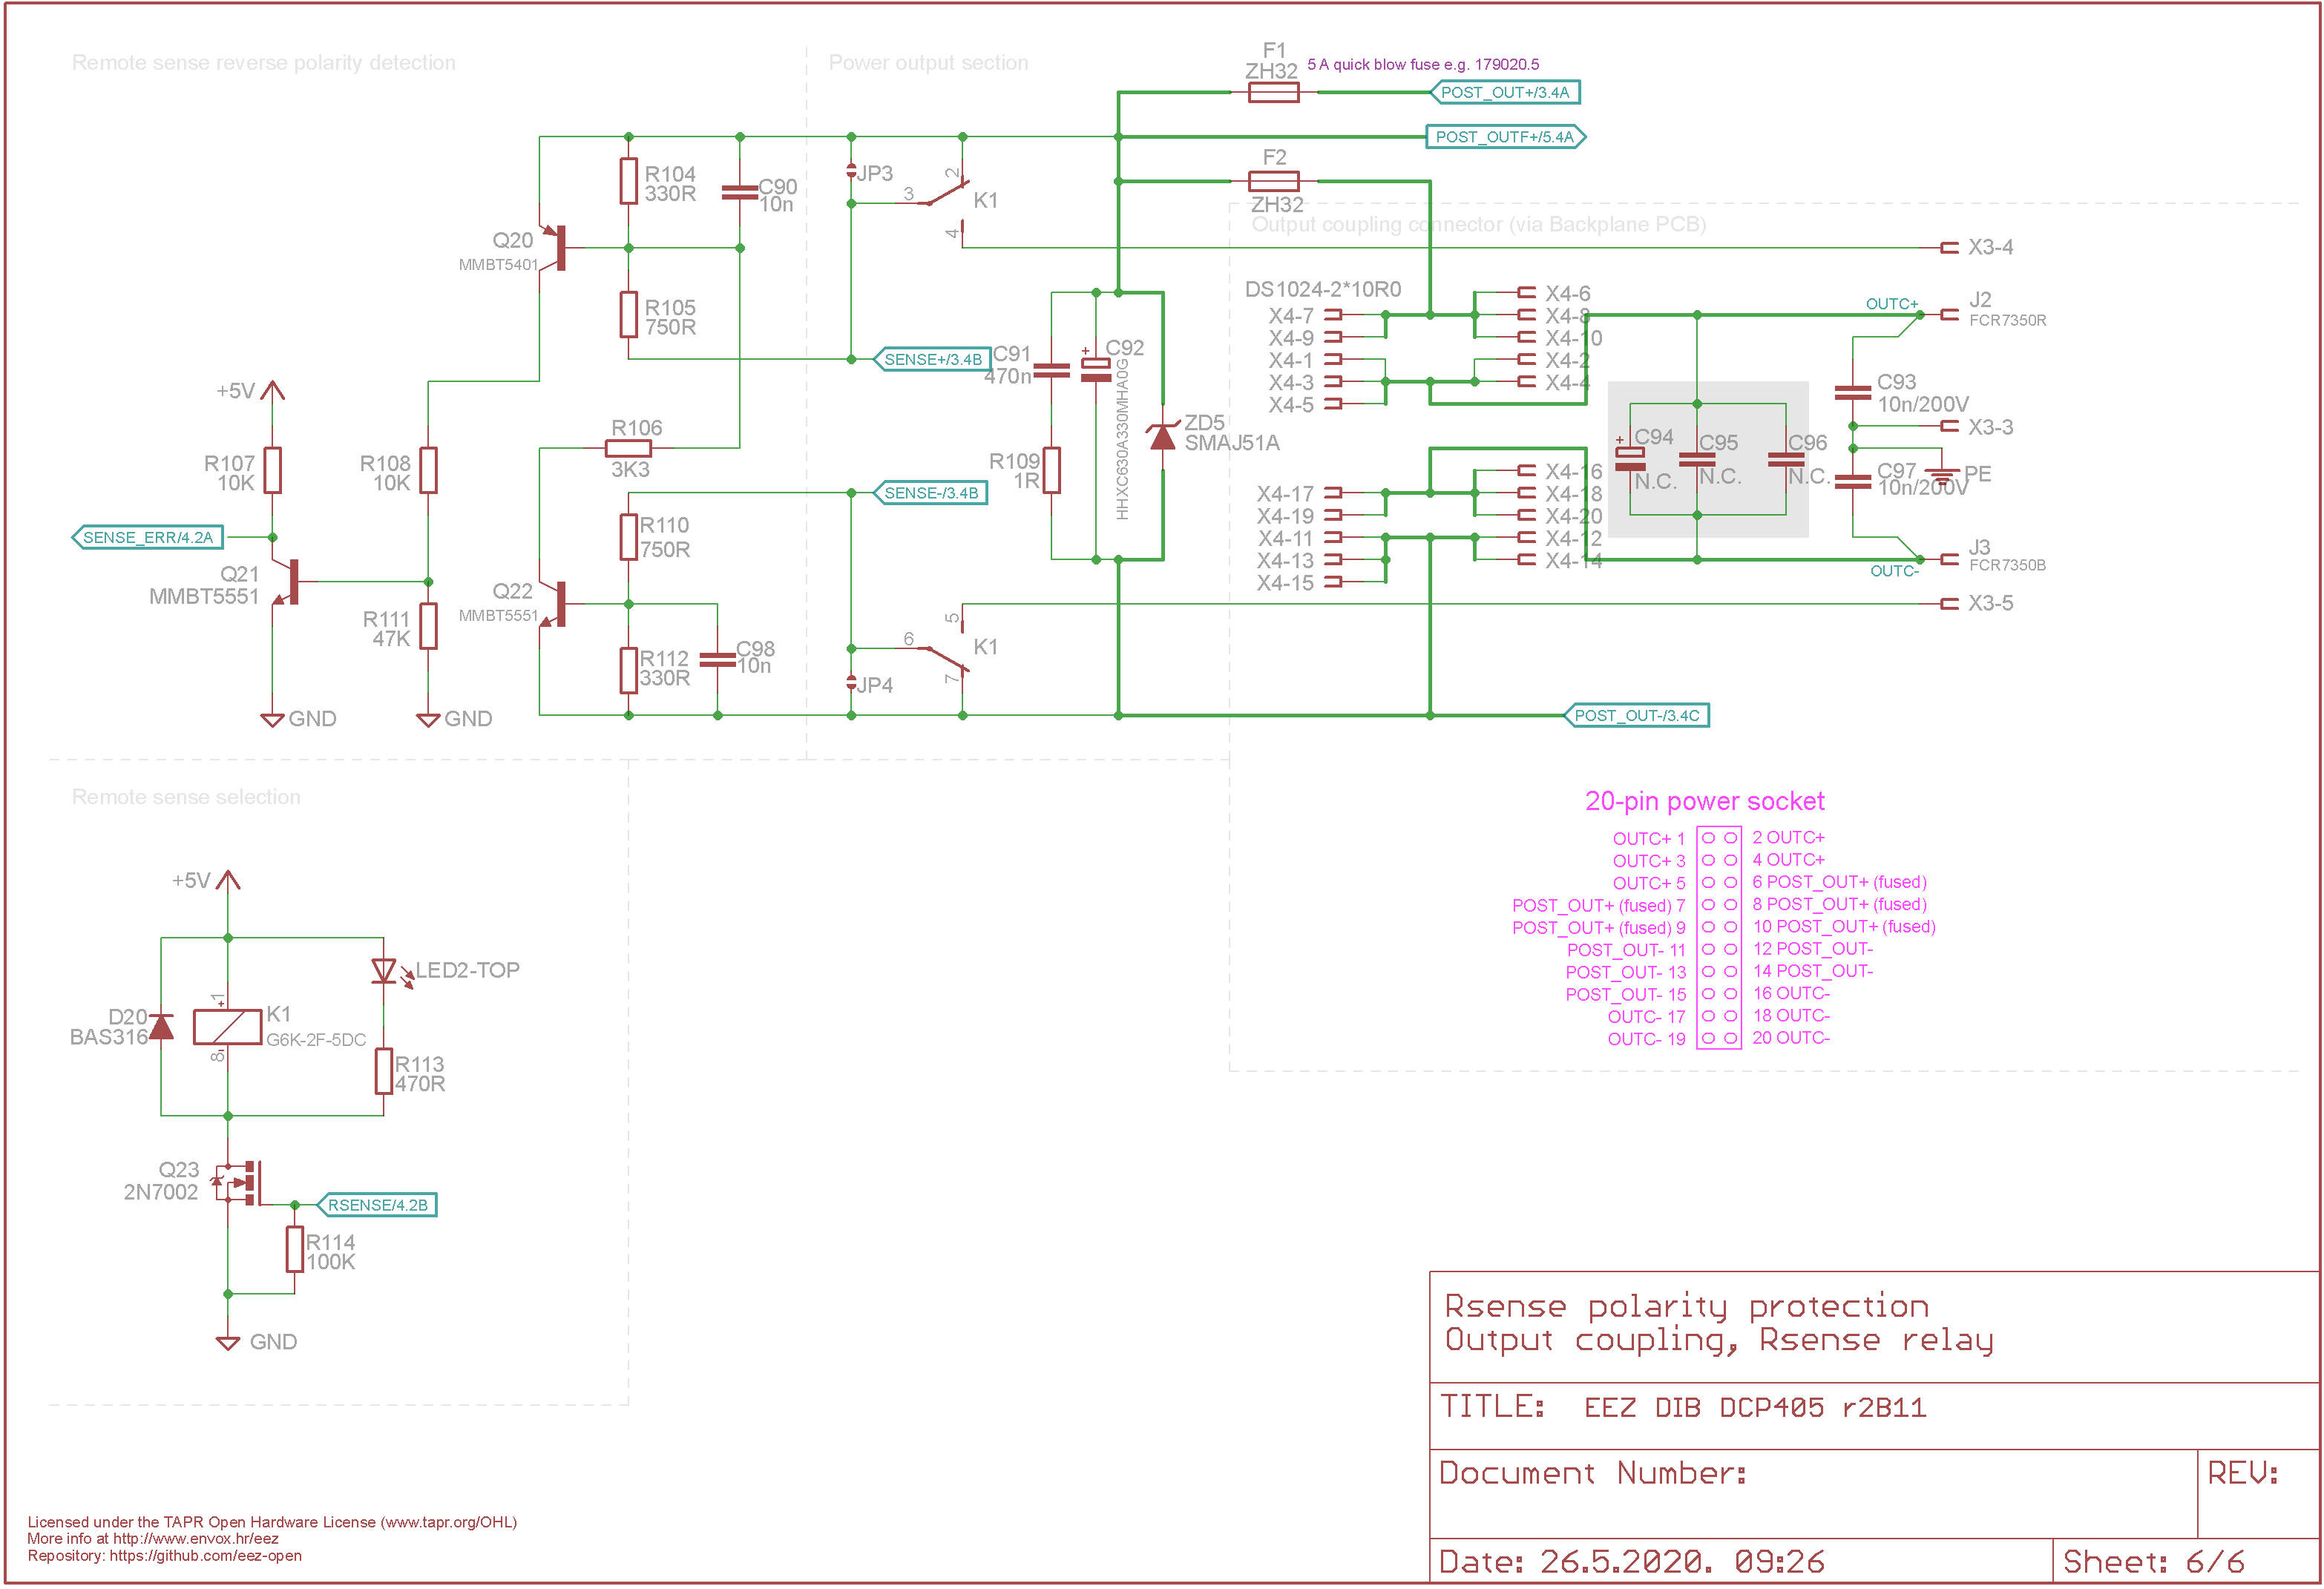 Remote sense reverse polarity detection
Power output section
F1
ZH32
5 A quick blow fuse e.g. 179020.5
POST_OUT+/3.4A
POST_OUTF+/5.4A
F2
ZH32
Output coupling connector (via Backplane PCB)
R104
330R
C90
10n
JP3
2
3
K1
4
Q20
MMBT5401
X3-4
R105
750R
DS1024-2*10R0
X4-7
X4-9
X4-1
X4-3
X4-5
X4-6
X4-8
X4-10
X4-2
X4-4
OUTC+
J2
FCR7350R
SENSE+/3.4B
C91
470n
C92
HHXC630A330MHA0G
+
ZD5
SMAJ51A
C93
10n/200V
X3-3
+5V
R107
10K
R108
10K
R106
3K3
R109
1R
C94
+
N.C.
C95
N.C.
C96
N.C.
C97
10n/200V
PE
SENSE-/3.4B
X4-17
X4-19
X4-11
X4-13
X4-15
X4-16
X4-18
X4-20
X4-12
X4-14
SENSE_ERR/4.2A
R110
750R
J3
FCR7350B
OUTC-
Q21
MMBT5551
Q22
MMBT5551
X3-5
R111
47K
R112
330R
C98
10n
5
6
K1
7
JP4
GND
GND
POST_OUT-/3.4C
Remote sense selection
20-pin power socket
OUTC+ 1
2 OUTC+
OUTC+ 3
4 OUTC+
OUTC+ 5
6 POST_OUT+ (fused)
POST_OUT+ (fused) 7
8 POST_OUT+ (fused)
POST_OUT+ (fused) 9
10 POST_OUT+ (fused)
POST_OUT- 11
12 POST_OUT-
POST_OUT- 13
14 POST_OUT-
POST_OUT- 15
16 OUTC-
OUTC- 17
18 OUTC-
OUTC- 19
20 OUTC-
+5V
LED2-TOP
D20
BAS316
1
+
K1
G6K-2F-5DC
8
-
R113
470R
Q23
2N7002
RSENSE/4.2B
R114
100K
GND
Rsense polarity protection
Output coupling, Rsense relay
TITLE: EEZ DIB DCP405 r2B11
Document Number:
REV:
Date: 26.5.2020. 09:26
Sheet: 6/6
Licensed under the TAPR Open Hardware License (www.tapr.org/OHL)
More info at http://www.envox.hr/eez
Repository: https://github.com/eez-open